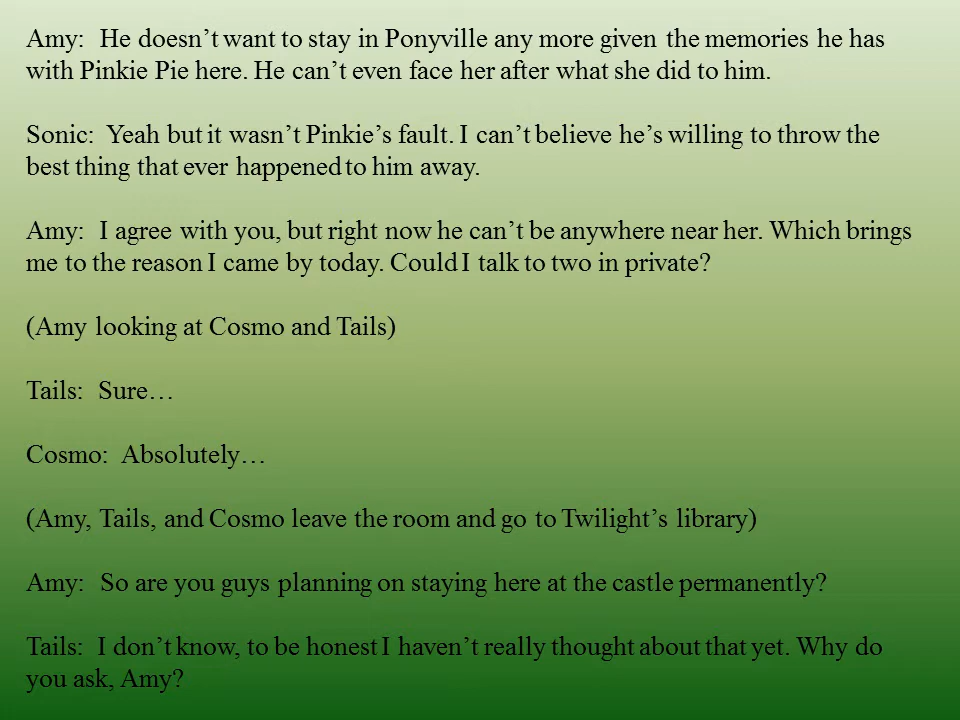 Amy:  He doesn’t want to stay in Ponyville any more given the memories he has
with Pinkie Pie here. He can’t even face her after what she did to him.
Sonic:  Yeah but it wasn’t Pinkie’s fault. I can’t believe he’s willing to throw the
best thing that ever happened to him away.
Amy:  I agree with you, but right now he can’t be anywhere near her. Which brings
me to the reason I came by today. Could I talk to two in private?
(Amy looking at Cosmo and Tails)
Tails:  Sure…
Cosmo:  Absolutely…
(Amy, Tails, and Cosmo leave the room and go to Twilight’s library)
Amy:  So are you guys planning on staying here at the castle permanently?
Tails:  I don’t know, to be honest I haven’t really thought about that yet. Why do
you ask, Amy?